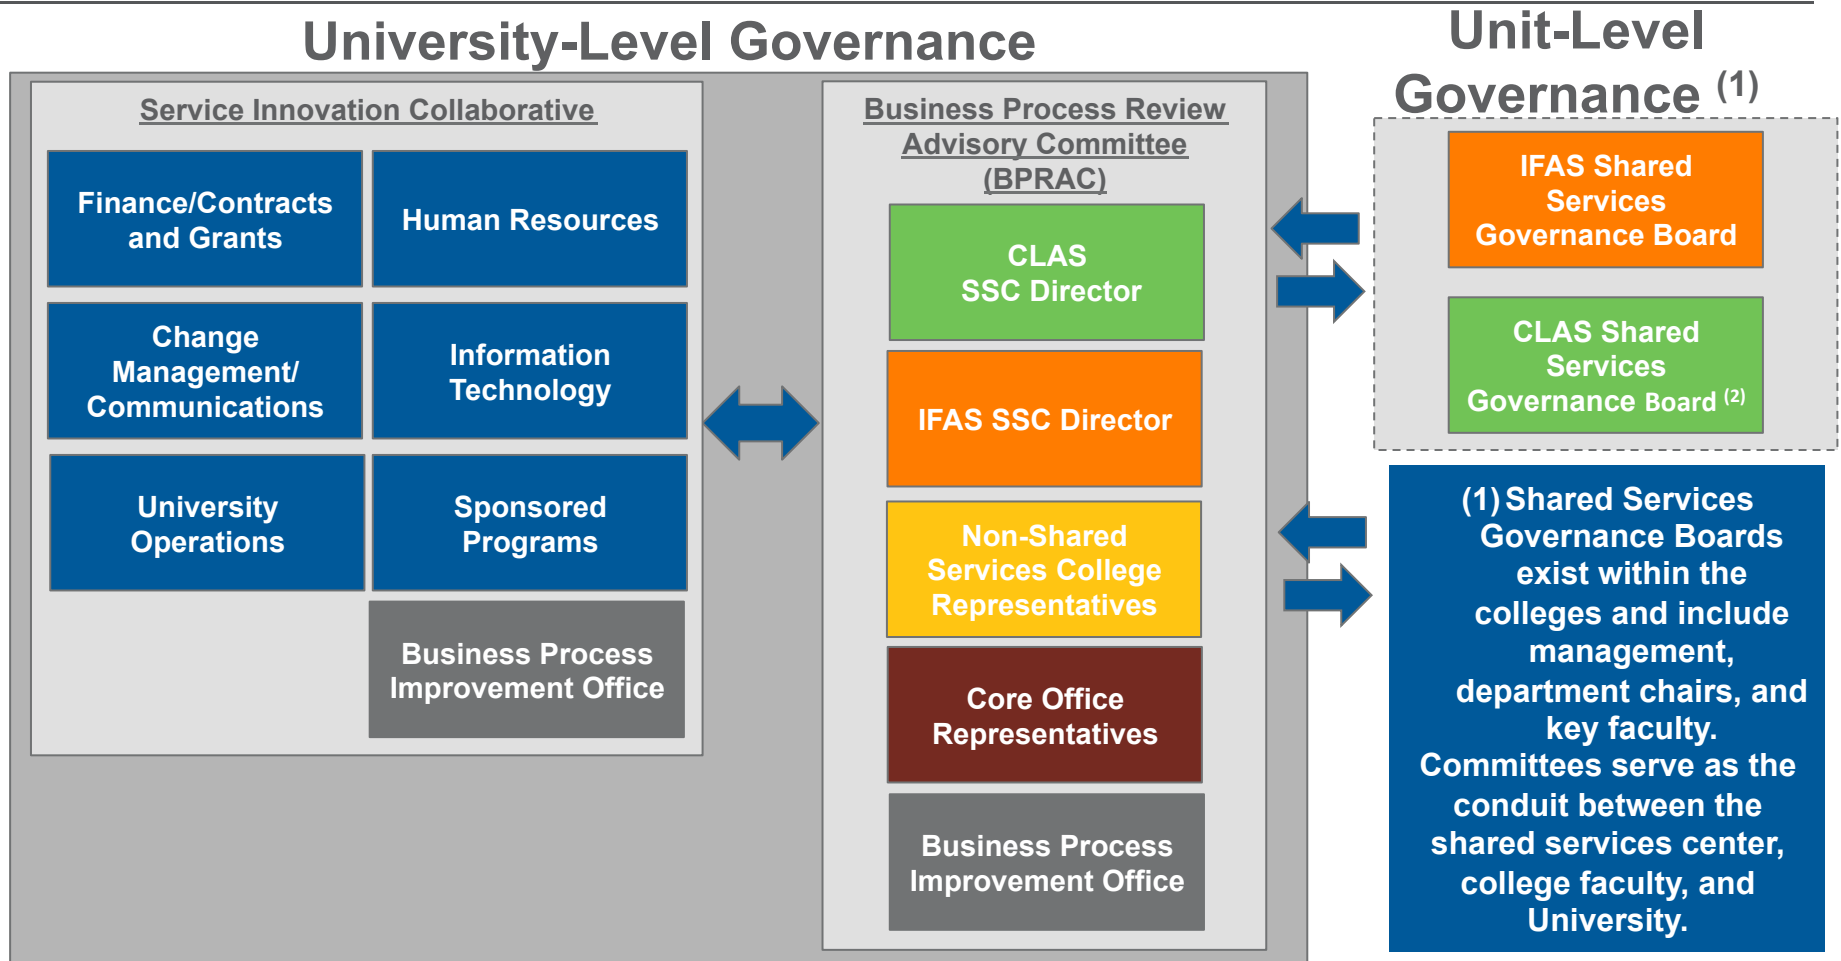 University-Level Governance
Unit-Level
Governance (1)
Service Innovation Collaborative
Finance/Contracts
and Grants
Human Resources
Change
Management/
Communications
Information
Technology
University
Operations
Sponsored
Programs
Business Process
Improvement Office
Business Process Review
Advisory Committee
(BPRAC)
CLAS
SSC Director
IFAS SSC Director
Non-Shared
Services College
Representatives
Core Office
Representatives
Business Process
Improvement Office
IFAS Shared
Services
Governance Board
CLAS Shared
Services
Governance Board (2)
(1) Shared Services
Governance Boards
exist within the
colleges and include
management,
department chairs, and
key faculty.
Committees serve as the
conduit between the
shared services center,
college faculty, and
University.